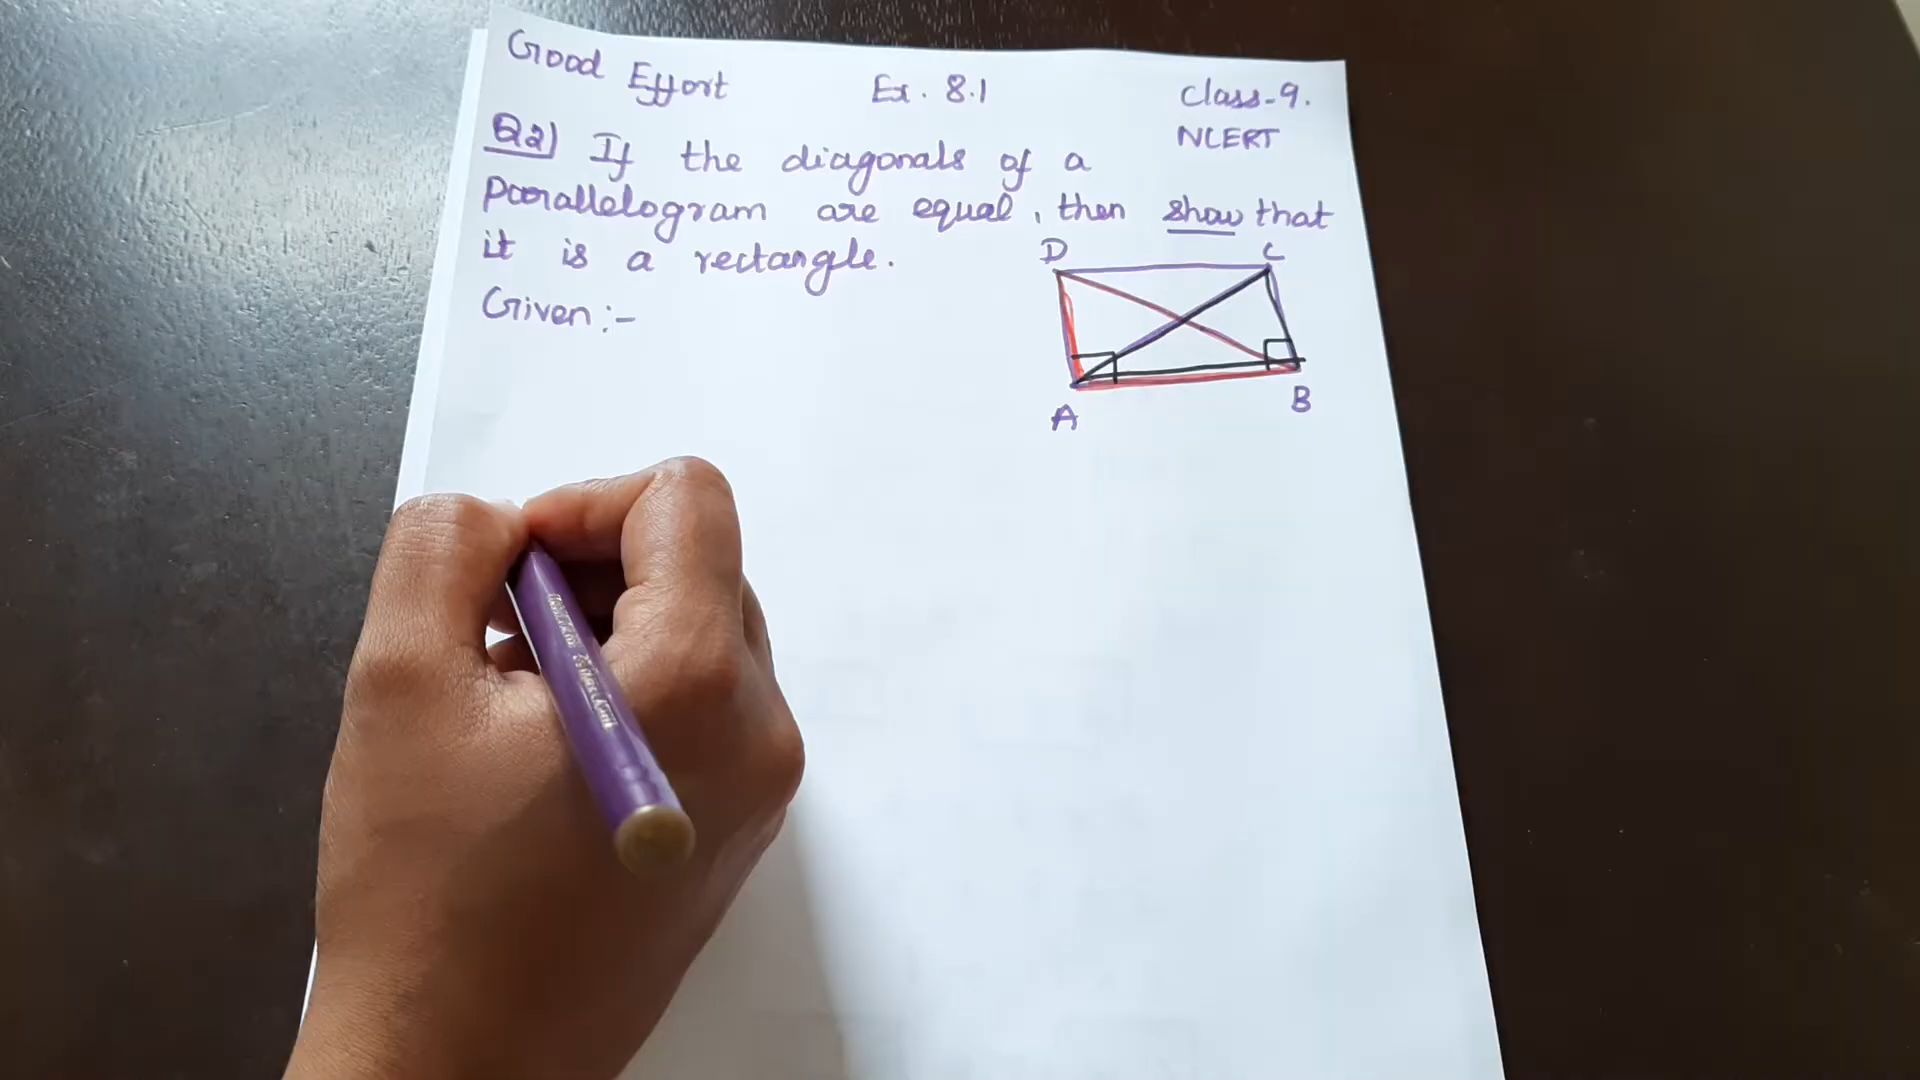 Good Effort Ex. 8.1 Class-9.
NCERT
Q2) If the diagonals of a
parallelogram are equal, then show that
it is a rectangle.
D C
Given :-
A B